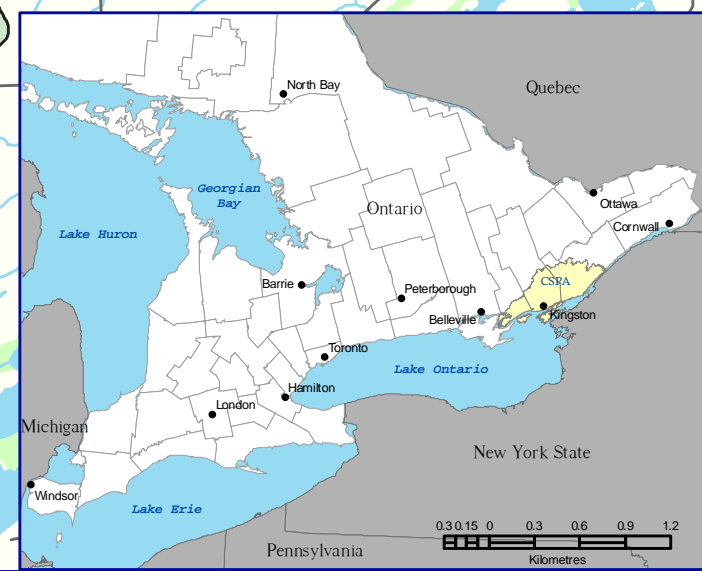 North Bay
Quebec
Georgian
Bay
Ontario
Ottawa
Lake Huron
Cornwall
CSPA
Barrie
Peterborough
Belleville
Kingston
Toronto
Lake Ontario
Hamilton
London
Michigan
New York State
Windsor
Lake Erie
0.3 0.15 0 0.3 0.6 0.9 1.2
Kilometres
Pennsylvania